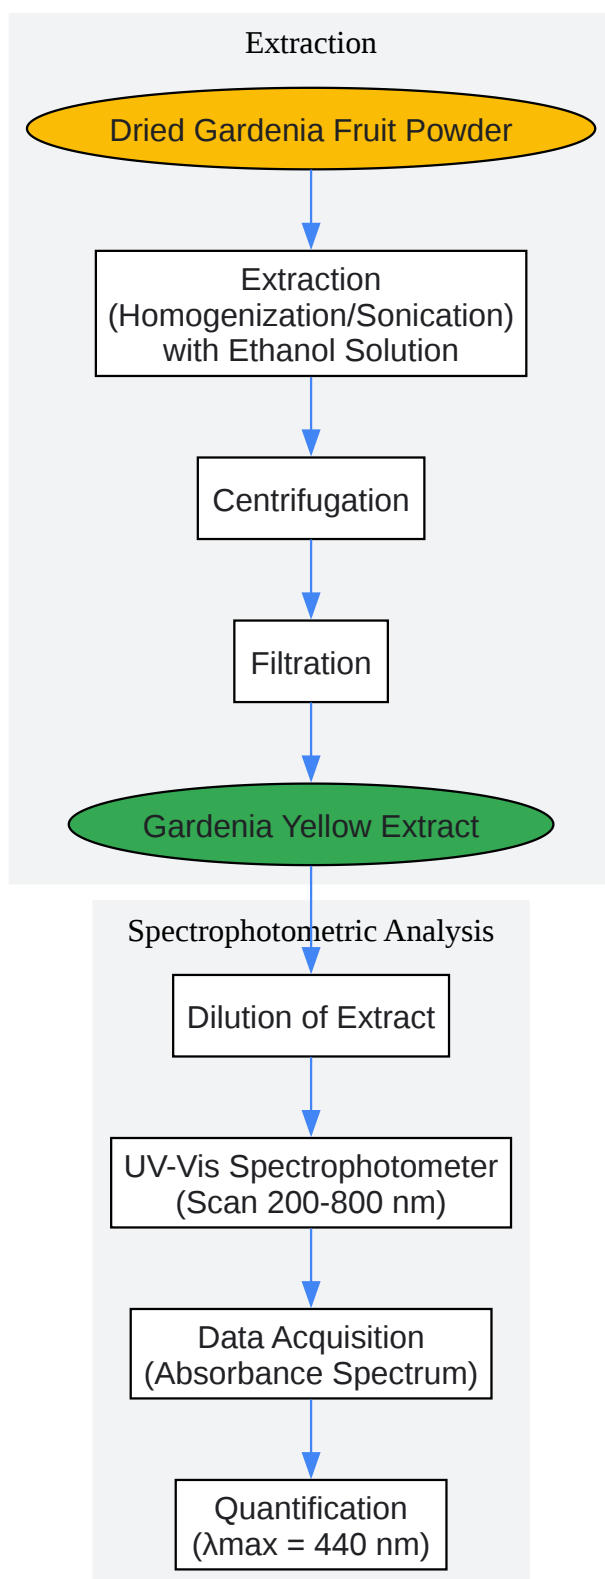 Extraction
Dried Gardenia Fruit Powder
Extraction
(Homogenization/Sonication)
with Ethanol Solution
Centrifugation
Filtration
Gardenia Yellow Extract
Spectrophotometric Analysis
Dilution of Extract
UV-Vis Spectrophotometer
(Scan 200-800 nm)
Data Acquisition
(Absorbance Spectrum)
Quantification
(λmax = 440 nm)